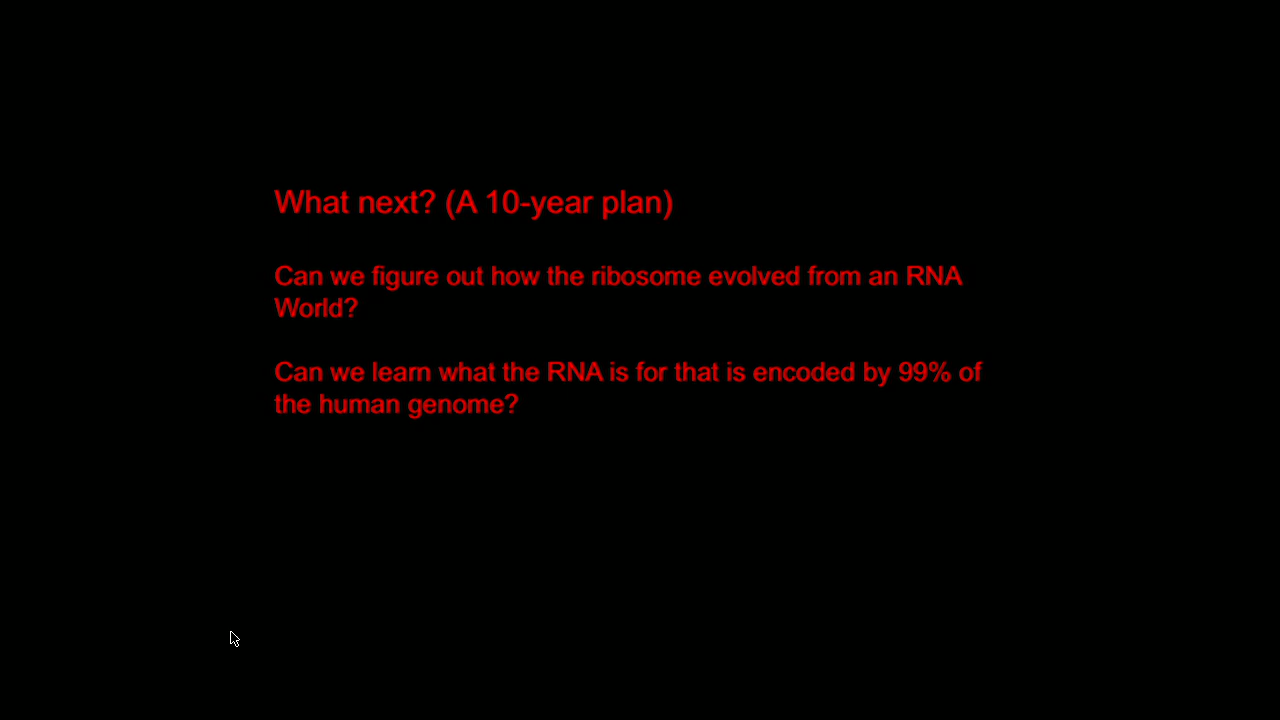 What next? (A 10-year plan)
Can we figure out how the ribosome evolved from an RNA
World?
Can we learn what the RNA is for that is encoded by 99% of
the human genome?